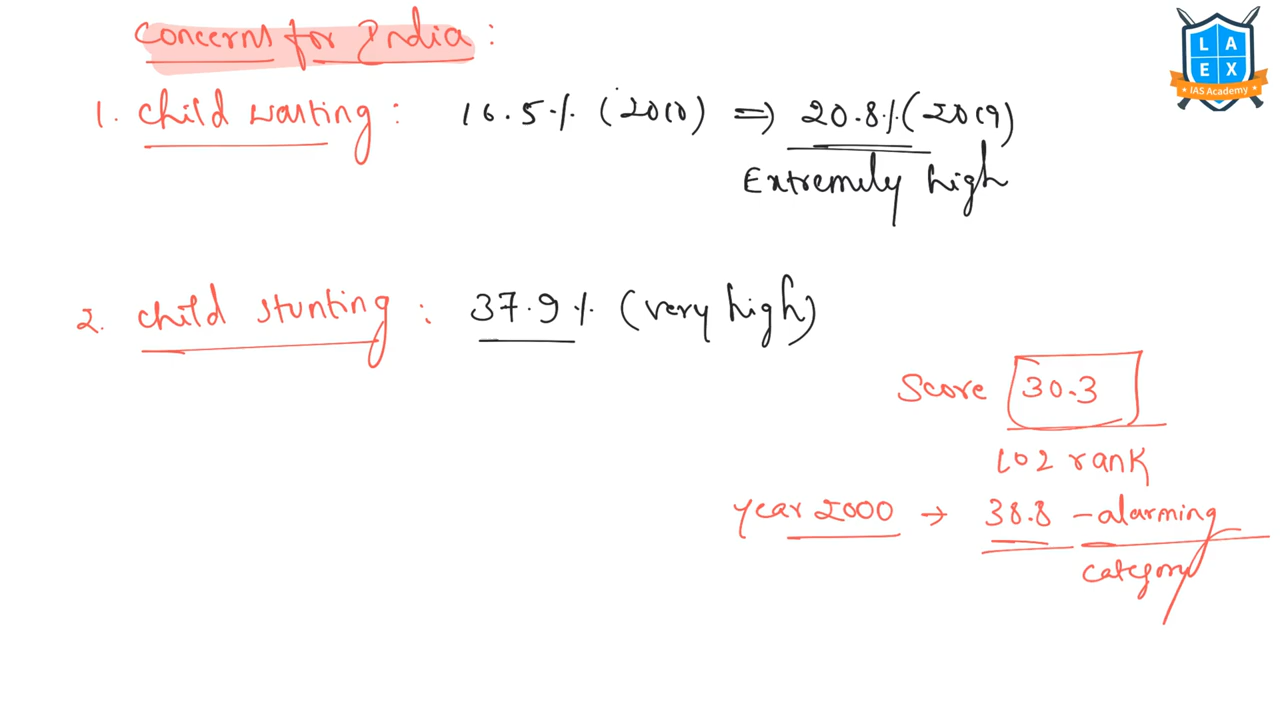 Concerns for India :
L A
E X
IAS Academy
1. Child wasting : 16.5% (2010) ⇒ 20.8% (2019)
Extremily high
2. Child stunting : 37.9% (very high)
Score 30.3
102 rank
year 2000 → 38.8 - alarming
category